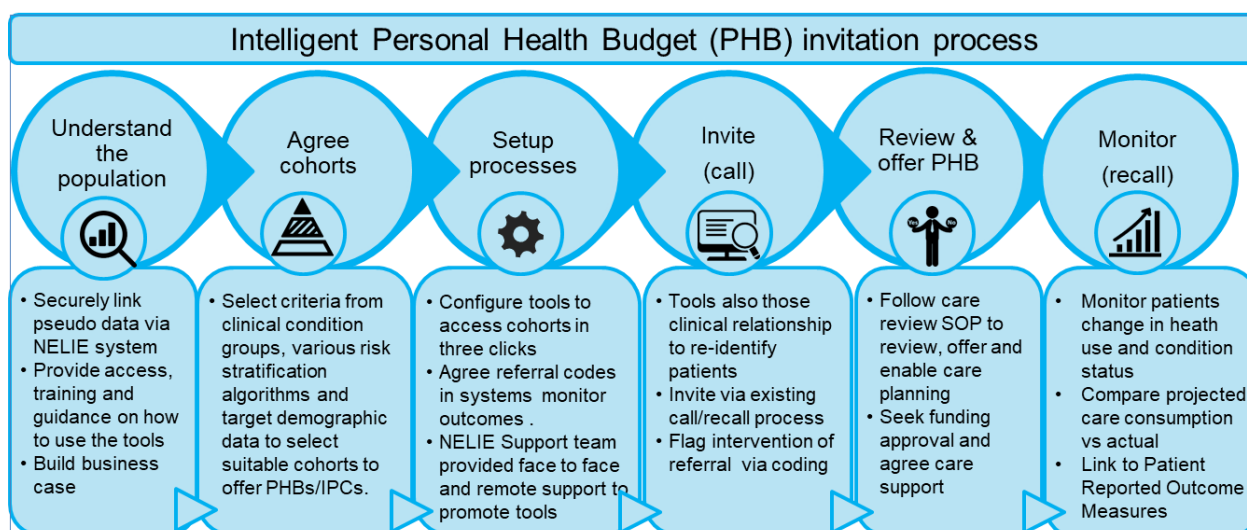 Intelligent Personal Health Budget (PHB) invitation process
Understand
the
population
• Securely link
pseudo data via
NELIE system
• Provide access,
training and
guidance on how
to use the tools
• Build business
case
Agree
cohorts
• Select criteria from
clinical condition
groups, various risk
stratification
algorithms and
target demographic
data to select
suitable cohorts to
offer PHBs/IPCs.
Setup
processes
• Configure tools to
access cohorts in
three clicks
• Agree referral codes
in systems monitor
outcomes .
• NELIE Support team
provided face to face
and remote support to
promote tools
Invite
(call)
• Tools also those
clinical relationship
to re-identify
patients
• Invite via existing
call/recall process
• Flag intervention of
referral via coding
Review &
offer PHB
Yes
No
• Follow care
review SOP to
review, offer and
enable care
planning
• Seek funding
approval and
agree care
support
Monitor
(recall)
• Monitor patients
change in heath
use and condition
status
• Compare projected
care consumption
vs actual
• Link to Patient
Reported Outcome
Measures